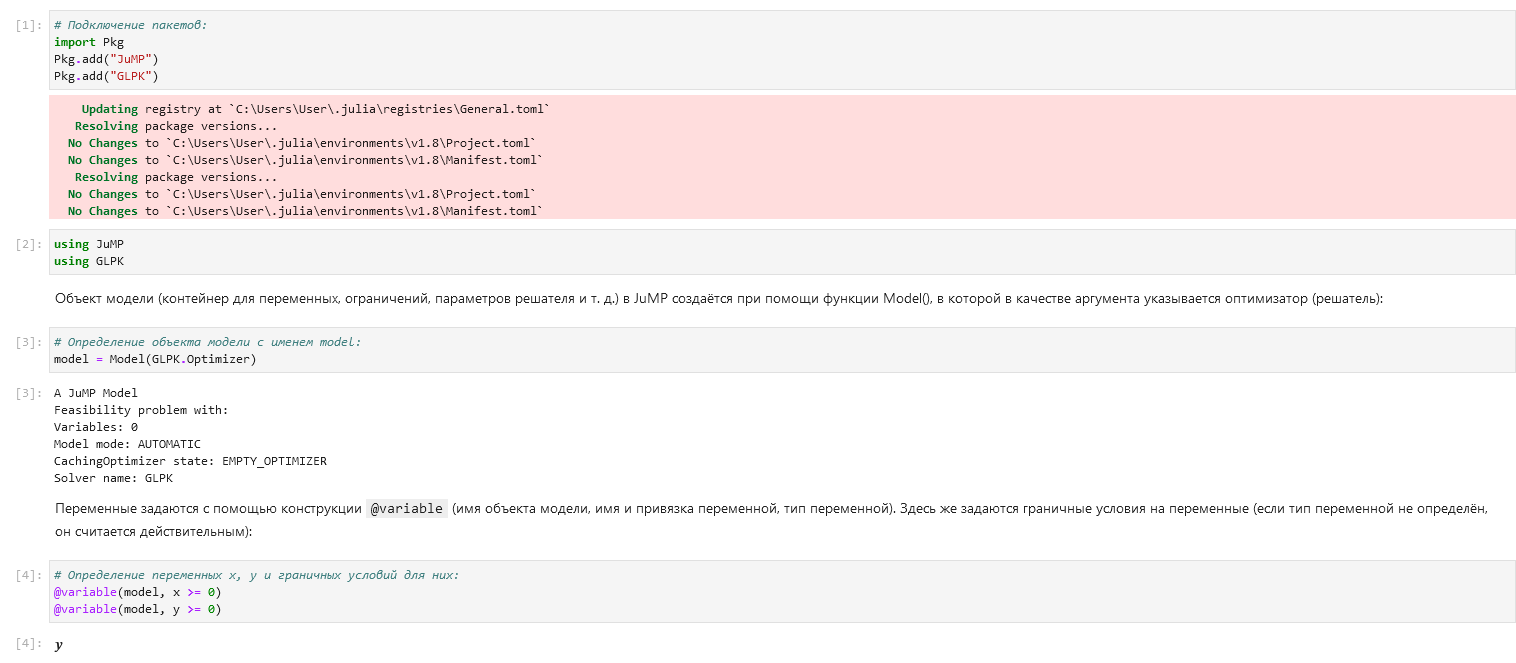 [1]: # Подключение пакетов:
import Pkg
Pkg.add("JuMP")
Pkg.add("GLPK")
Updating registry at `C:\Users\User\.julia\registries\General.toml`
Resolving package versions...
No Changes to `C:\Users\User\.julia\environments\v1.8\Project.toml`
No Changes to `C:\Users\User\.julia\environments\v1.8\Manifest.toml`
Resolving package versions...
No Changes to `C:\Users\User\.julia\environments\v1.8\Project.toml`
No Changes to `C:\Users\User\.julia\environments\v1.8\Manifest.toml`
[2]: using JuMP
using GLPK
Объект модели (контейнер для переменных, ограничений, параметров решателя и т. д.) в JuMP создаётся при помощи функции Model(), в которой в качестве аргумента указывается оптимизатор (решатель):
[3]: # Определение объекта модели с именем model:
model = Model(GLPK.Optimizer)
[3]: A JuMP Model
Feasibility problem with:
Variables: 0
Model mode: AUTOMATIC
CachingOptimizer state: EMPTY_OPTIMIZER
Solver name: GLPK
Переменные задаются с помощью конструкции @variable (имя объекта модели, имя и привязка переменной, тип переменной). Здесь же задаются граничные условия на переменные (если тип переменной не определён,
он считается действительным):
[4]: # Определение переменных x, y и граничных условий для них:
@variable(model, x >= 0)
@variable(model, y >= 0)
[4]: y